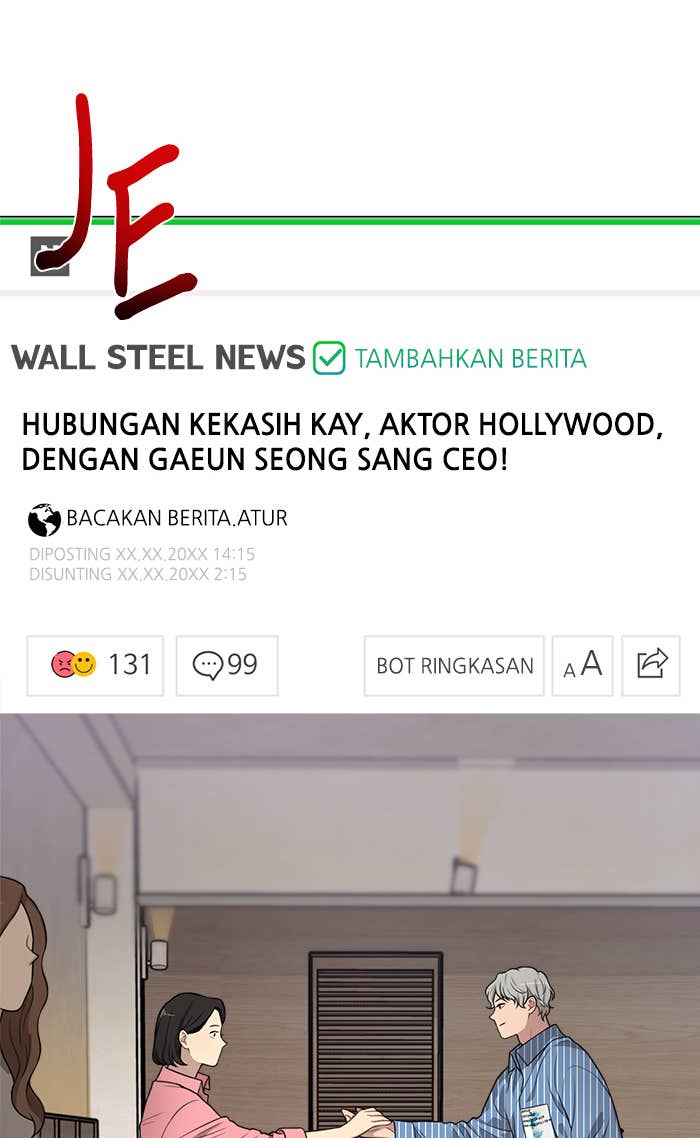 JE
WALL STEEL NEWS TAMBAHKAN BERITA
HUBUNGAN KEKASIH KAY, AKTOR HOLLYWOOD,
DENGAN GAEUN SEONG SANG CEO!
BACAKAN BERITA.ATUR
DIPOSTING XX.XX.20XX 14:15
DISUNTING XX.XX.20XX 2:15
131 99 BOT RINGKASAN AA